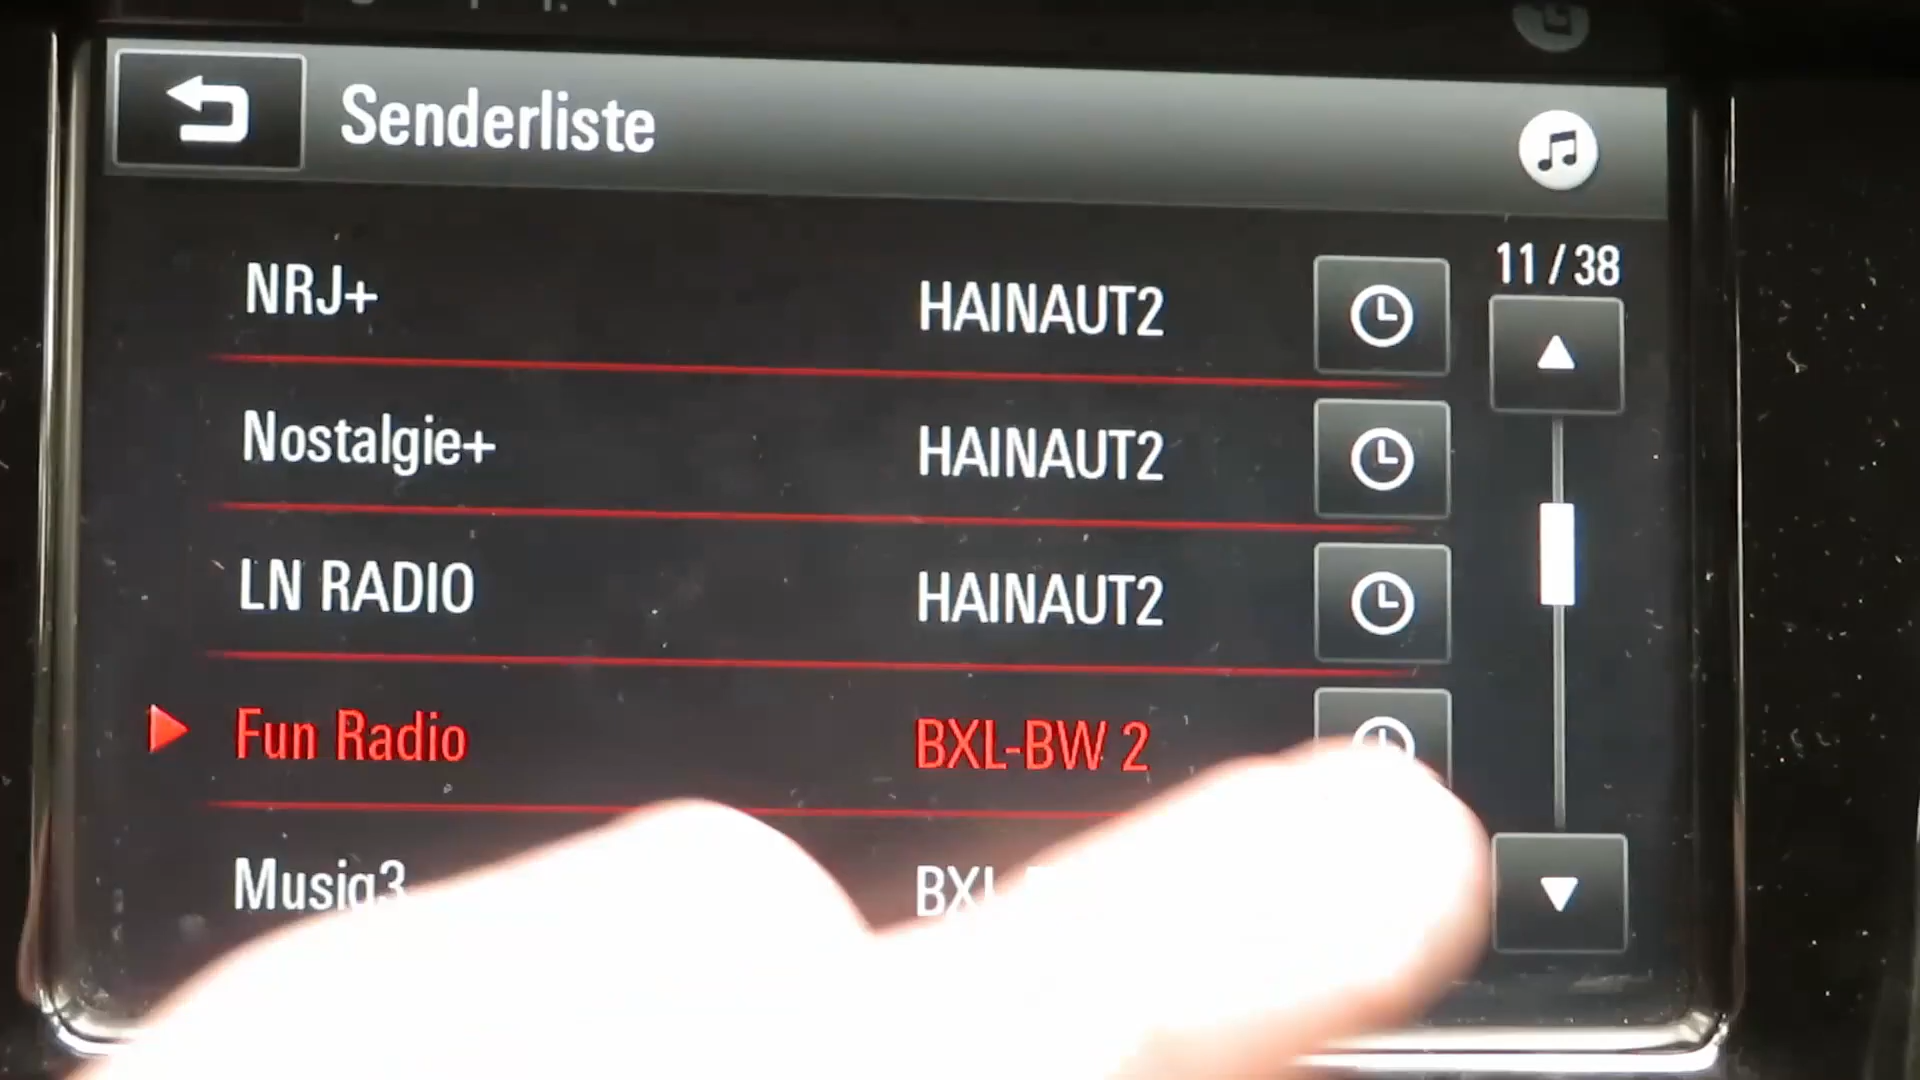 Senderliste
11 / 38
NRJ+ HAINAUT2
Nostalgie+ HAINAUT2
LN RADIO HAINAUT2
Fun Radio BXL-BW 2
Musiq3